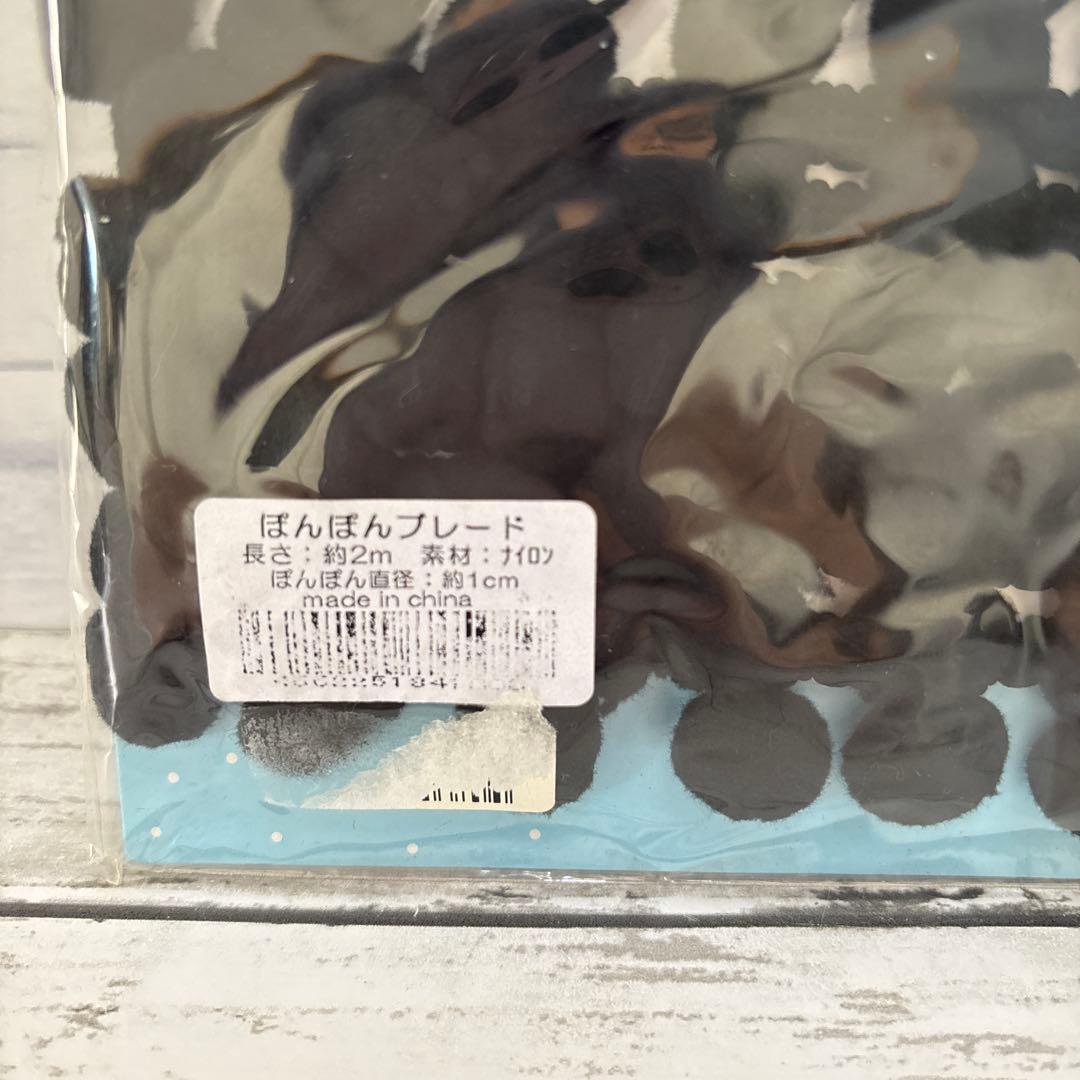 ぽんぽんブレード
長さ：約2m　素材：ﾅｲﾛﾝ
ぽんぽん直径：約1cm
made in china